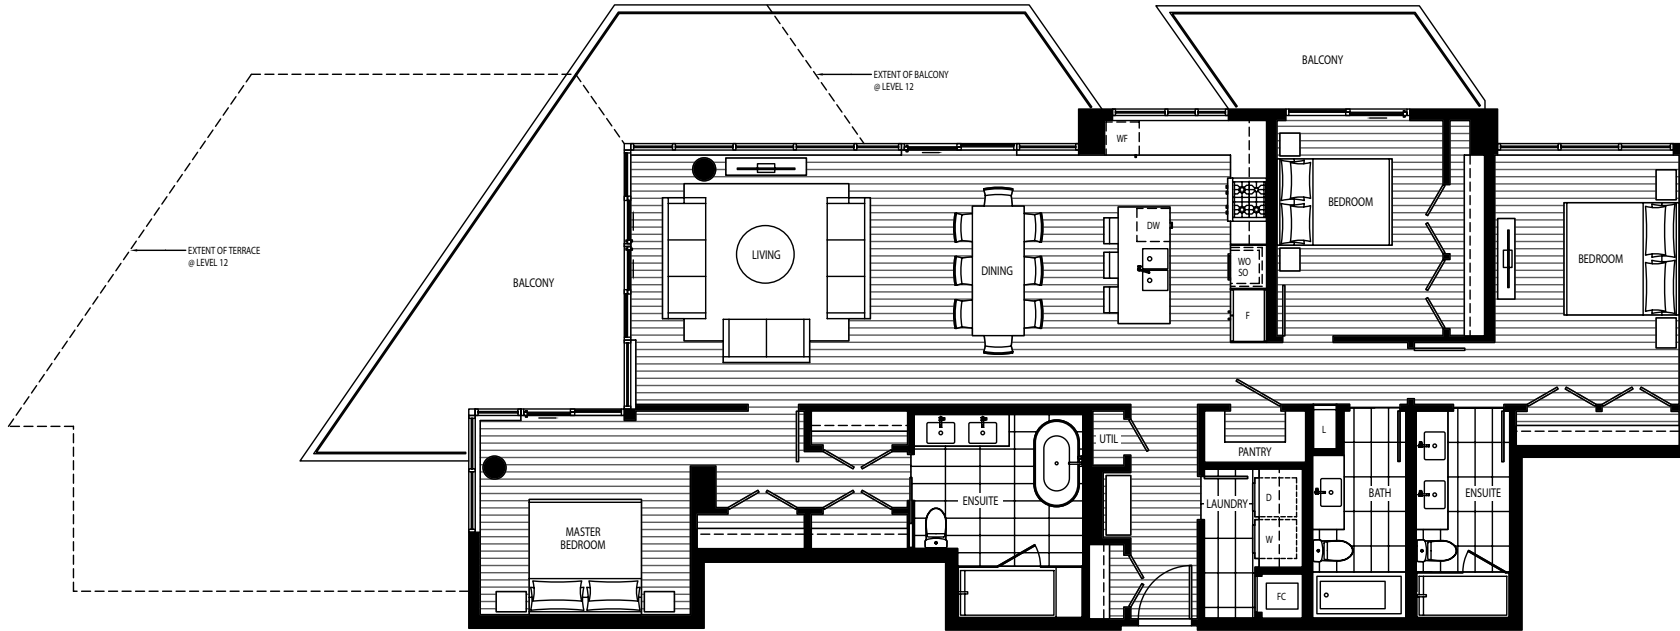 BALCONY
EXTENT OF BALCONY
@ LEVEL 12
WF
EXTENT OF TERRACE
@ LEVEL 12
BALCONY
LIVING
DINING
DW
WO
SO
F
BEDROOM
BEDROOM
MASTER
BEDROOM
ENSUITE
UTIL
PANTRY
L
LAUNDRY
D
W
FC
BATH
ENSUITE